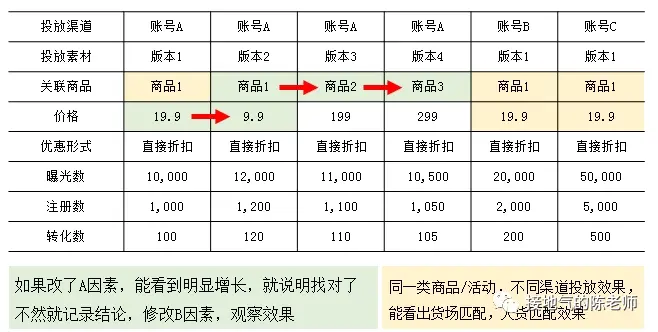 投放渠道 账号A 账号A 账号A 账号A 账号B 账号C
投放素材 版本1 版本2 版本3 版本4 版本1 版本1
关联商品 商品1 商品1 商品2 商品3 商品1 商品1
价格 19.9 9.9 199 299 19.9 19.9
优惠形式 直接折扣 直接折扣 直接折扣 直接折扣 直接折扣 直接折扣
曝光数 10,000 12,000 11,000 10,500 20,000 50,000
注册数 1,000 1,200 1,100 1,050 2,000 5,000
转化数 100 120 110 105 200 500
如果改了A因素，能看到明显增长，就说明找对了
不然就记录结论，修改B因素，观察效果
同一类商品/活动，不同渠道投放效果，
能看出货场匹配，人货匹配效果
接地气的陈老师